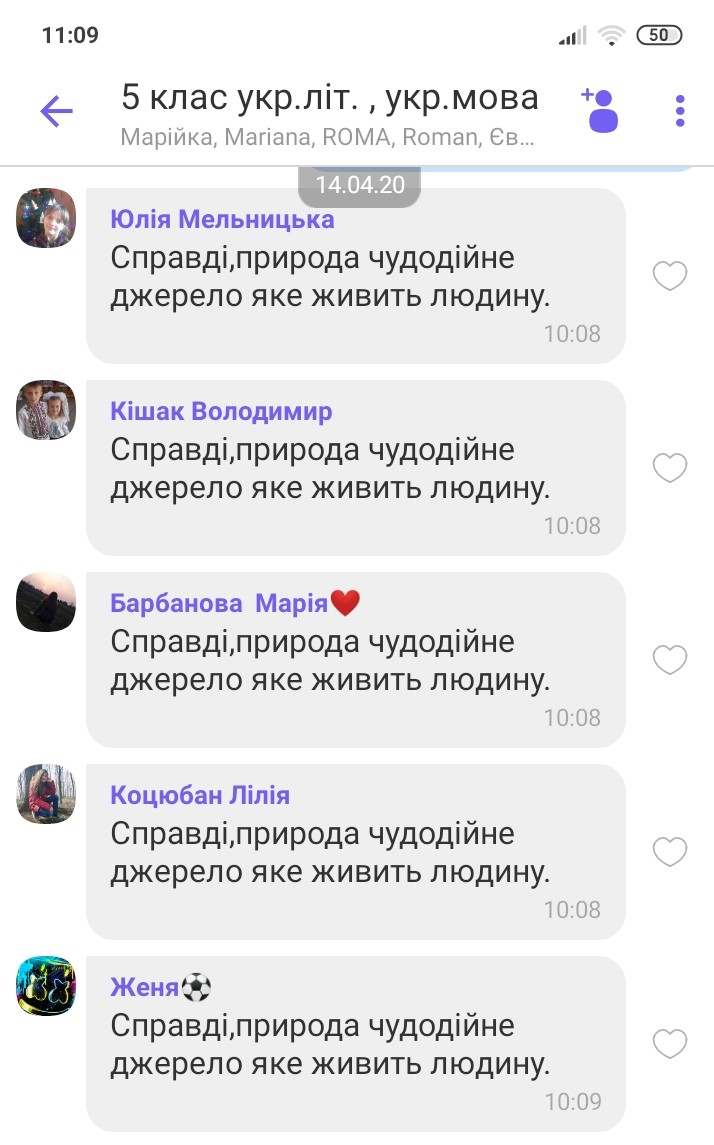 11:09
50
5 клас укр.літ. , укр.мова
Марійка, Mariana, ROMA, Roman, Єв...
14.04.20
Юлія Мельницька
Справді,природа чудодійне
джерело яке живить людину.
10:08
Кішак Володимир
Справді,природа чудодійне
джерело яке живить людину.
10:08
Барбанова Марія❤️
Справді,природа чудодійне
джерело яке живить людину.
10:08
Коцюбан Лілія
Справді,природа чудодійне
джерело яке живить людину.
10:08
Женя⚽
Справді,природа чудодійне
джерело яке живить людину.
10:09